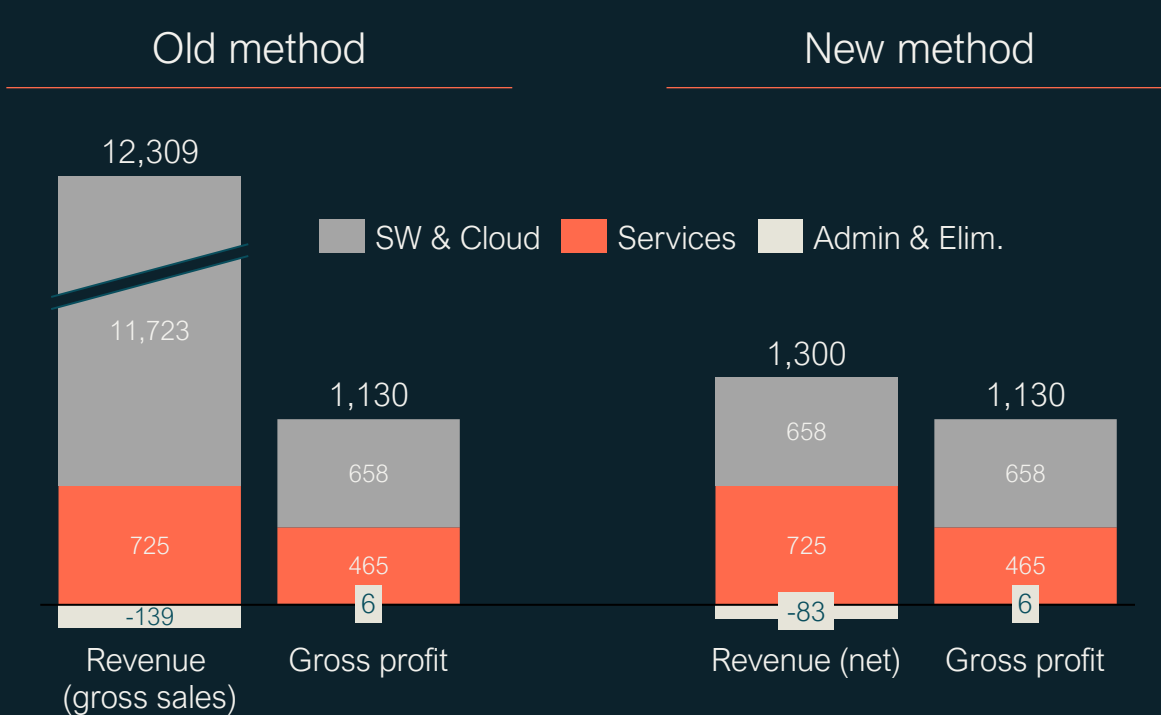 Old method
New method
12,309
SW & Cloud
Services
Admin & Elim.
11,723
1,300
1,130
1,130
658
658
658
725
465
725
465
-139
6
-83
6
Revenue
(gross sales)
Gross profit
Revenue (net)
Gross profit